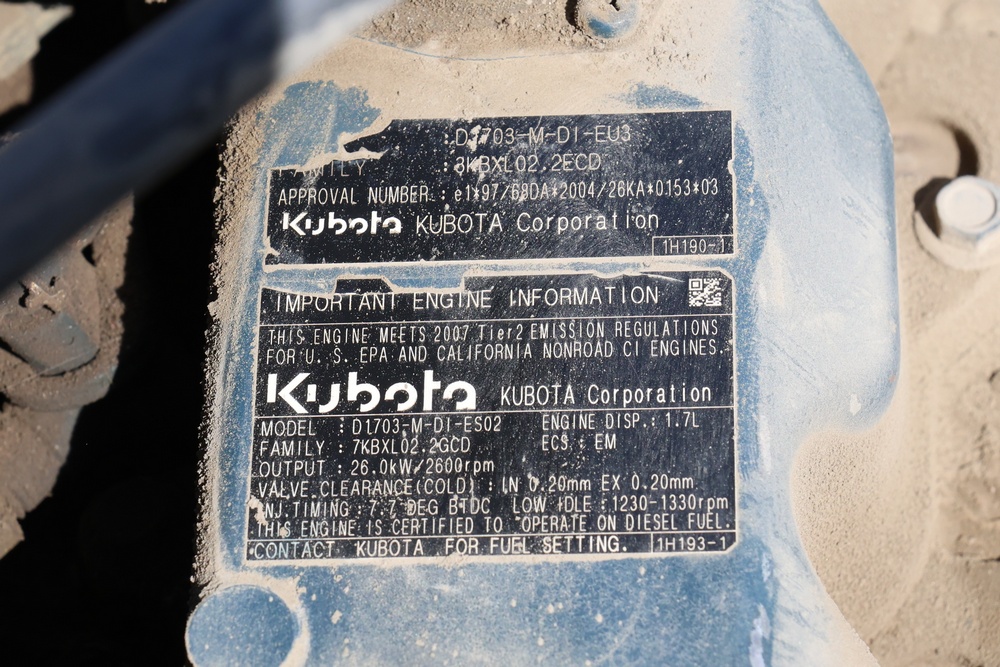 : D1703-M-DI-EU3
FAMILY : 8KBXL02.2ECD
APPROVAL NUMBER : e1*97/68DA*2004/26KA*0153*03
Kubota KUBOTA Corporation
1H190-1
IMPORTANT ENGINE INFORMATION
THIS ENGINE MEETS 2007 Tier2 EMISSION REGULATIONS
FOR U. S. EPA AND CALIFORNIA NONROAD CI ENGINES.
Kubota KUBOTA Corporation
MODEL : D1703-M-DI-ES02 ENGINE DISP.: 1.7L
FAMILY : 7KBXL02.2GCD ECS : EM
OUTPUT : 26.0kW/2600rpm
VALVE CLEARANCE(COLD) : IN 0.20mm EX 0.20mm
INJ.TIMING : 7.7 DEG BTDC LOW IDLE : 1230-1330rpm
THIS ENGINE IS CERTIFIED TO OPERATE ON DIESEL FUEL.
CONTACT KUBOTA FOR FUEL SETTING. 1H193-1